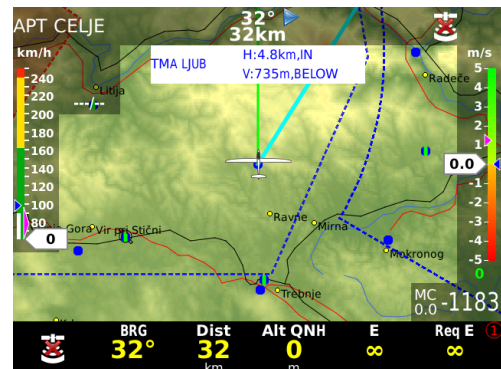 APT CELJE
32°
32km
km/h
m/s
TMA LJUB
H:4.8km,IN
V:735m,BELOW
240
220
200
180
160
140
120
100
80
0
5
4
3
2
1
0.0
-1
-2
-3
-4
-5
0
Litija
Radeče
Gora
Vir pri Stični
Ravne
Mirna
Mokronog
Trebnje
MC
0.0
-1183
BRG
Dist
Alt QNH
E
Req E
①
32°
32
0
∞
∞
km
m